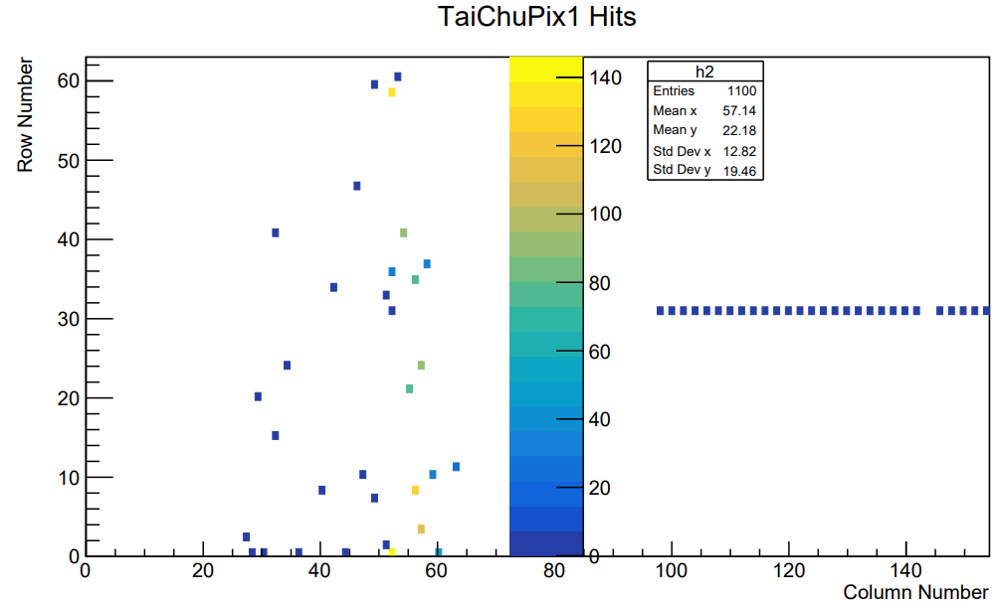 TaiChuPix1 Hits
Row Number
60
50
40
30
20
10
0
140
120
100
80
60
40
20
0
h2
Entries 1100
Mean x 57.14
Mean y 22.18
Std Dev x 12.82
Std Dev y 19.46
0 20 40 60 80 100 120 140
Column Number